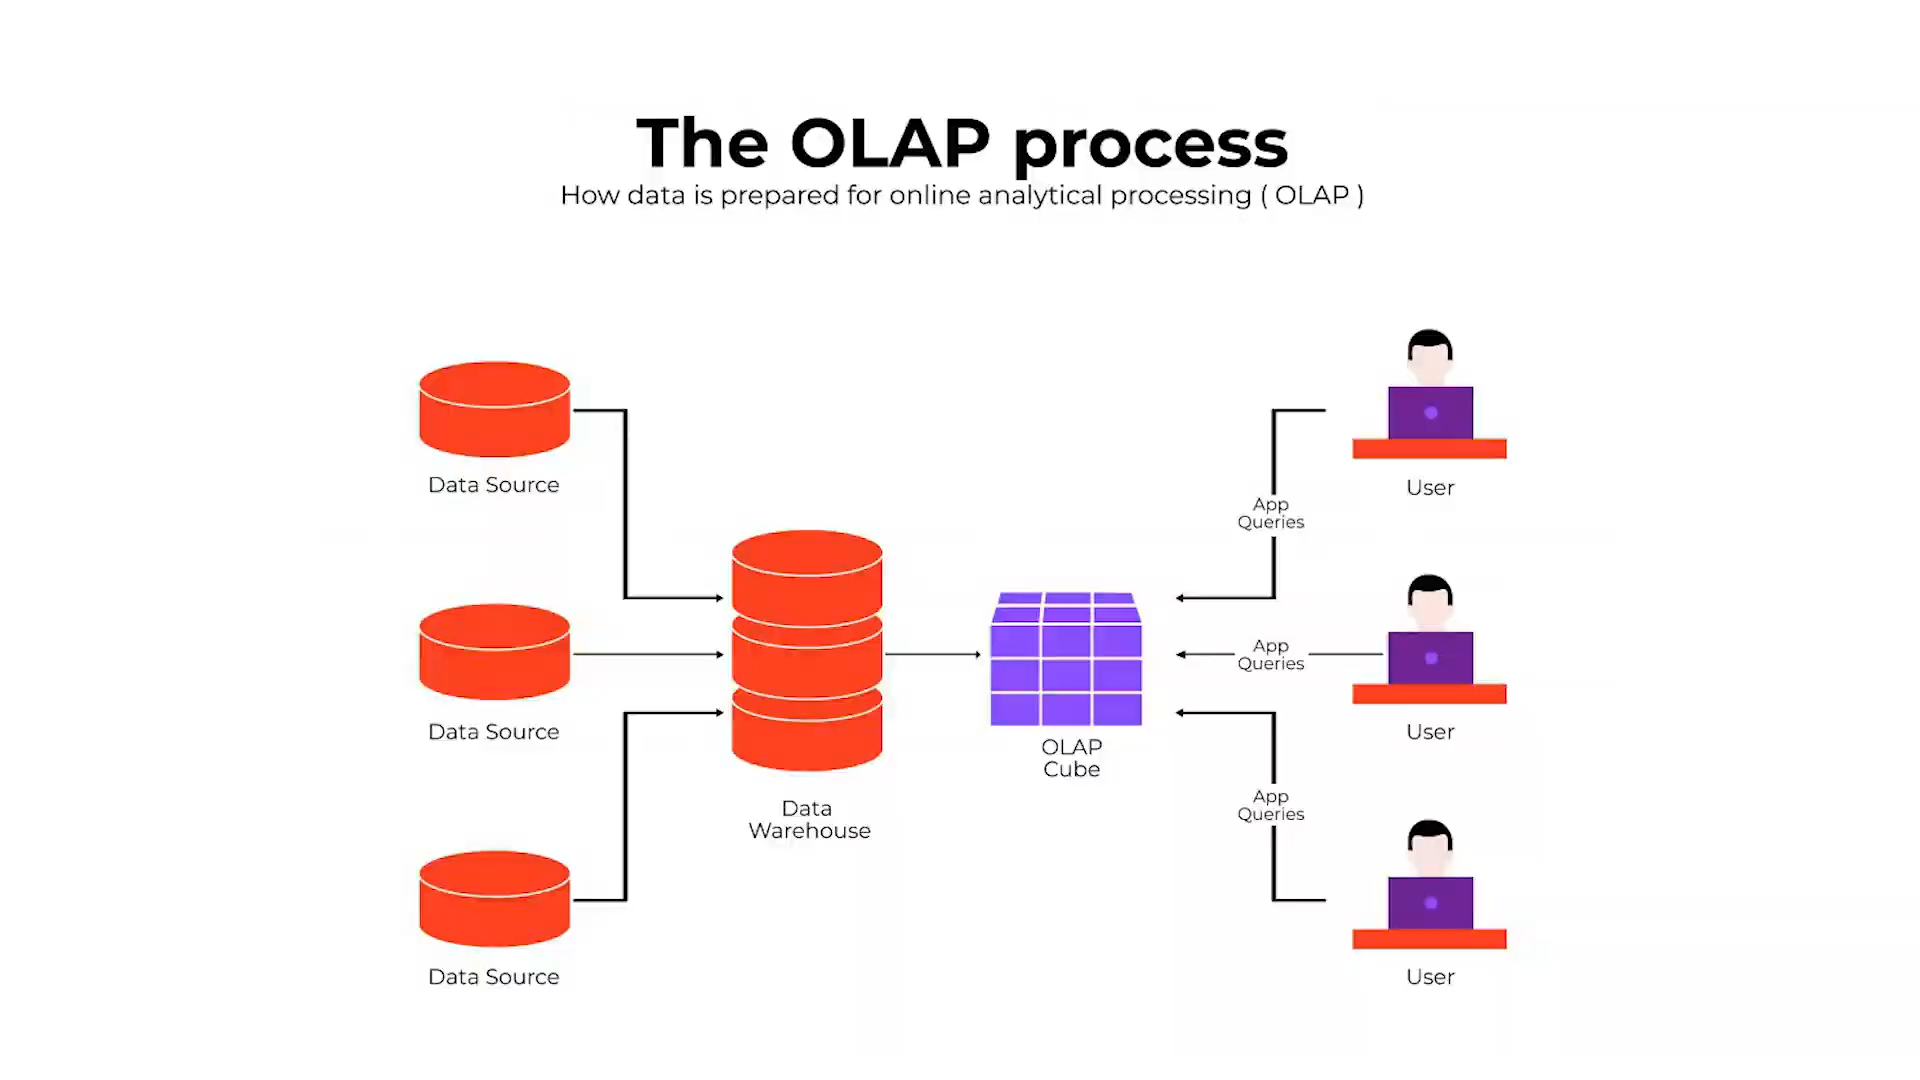 The OLAP process
How data is prepared for online analytical processing ( OLAP )
Data Source
Data Source
Data Source
Data
Warehouse
OLAP
Cube
App
Queries
App
Queries
App
Queries
User
User
User